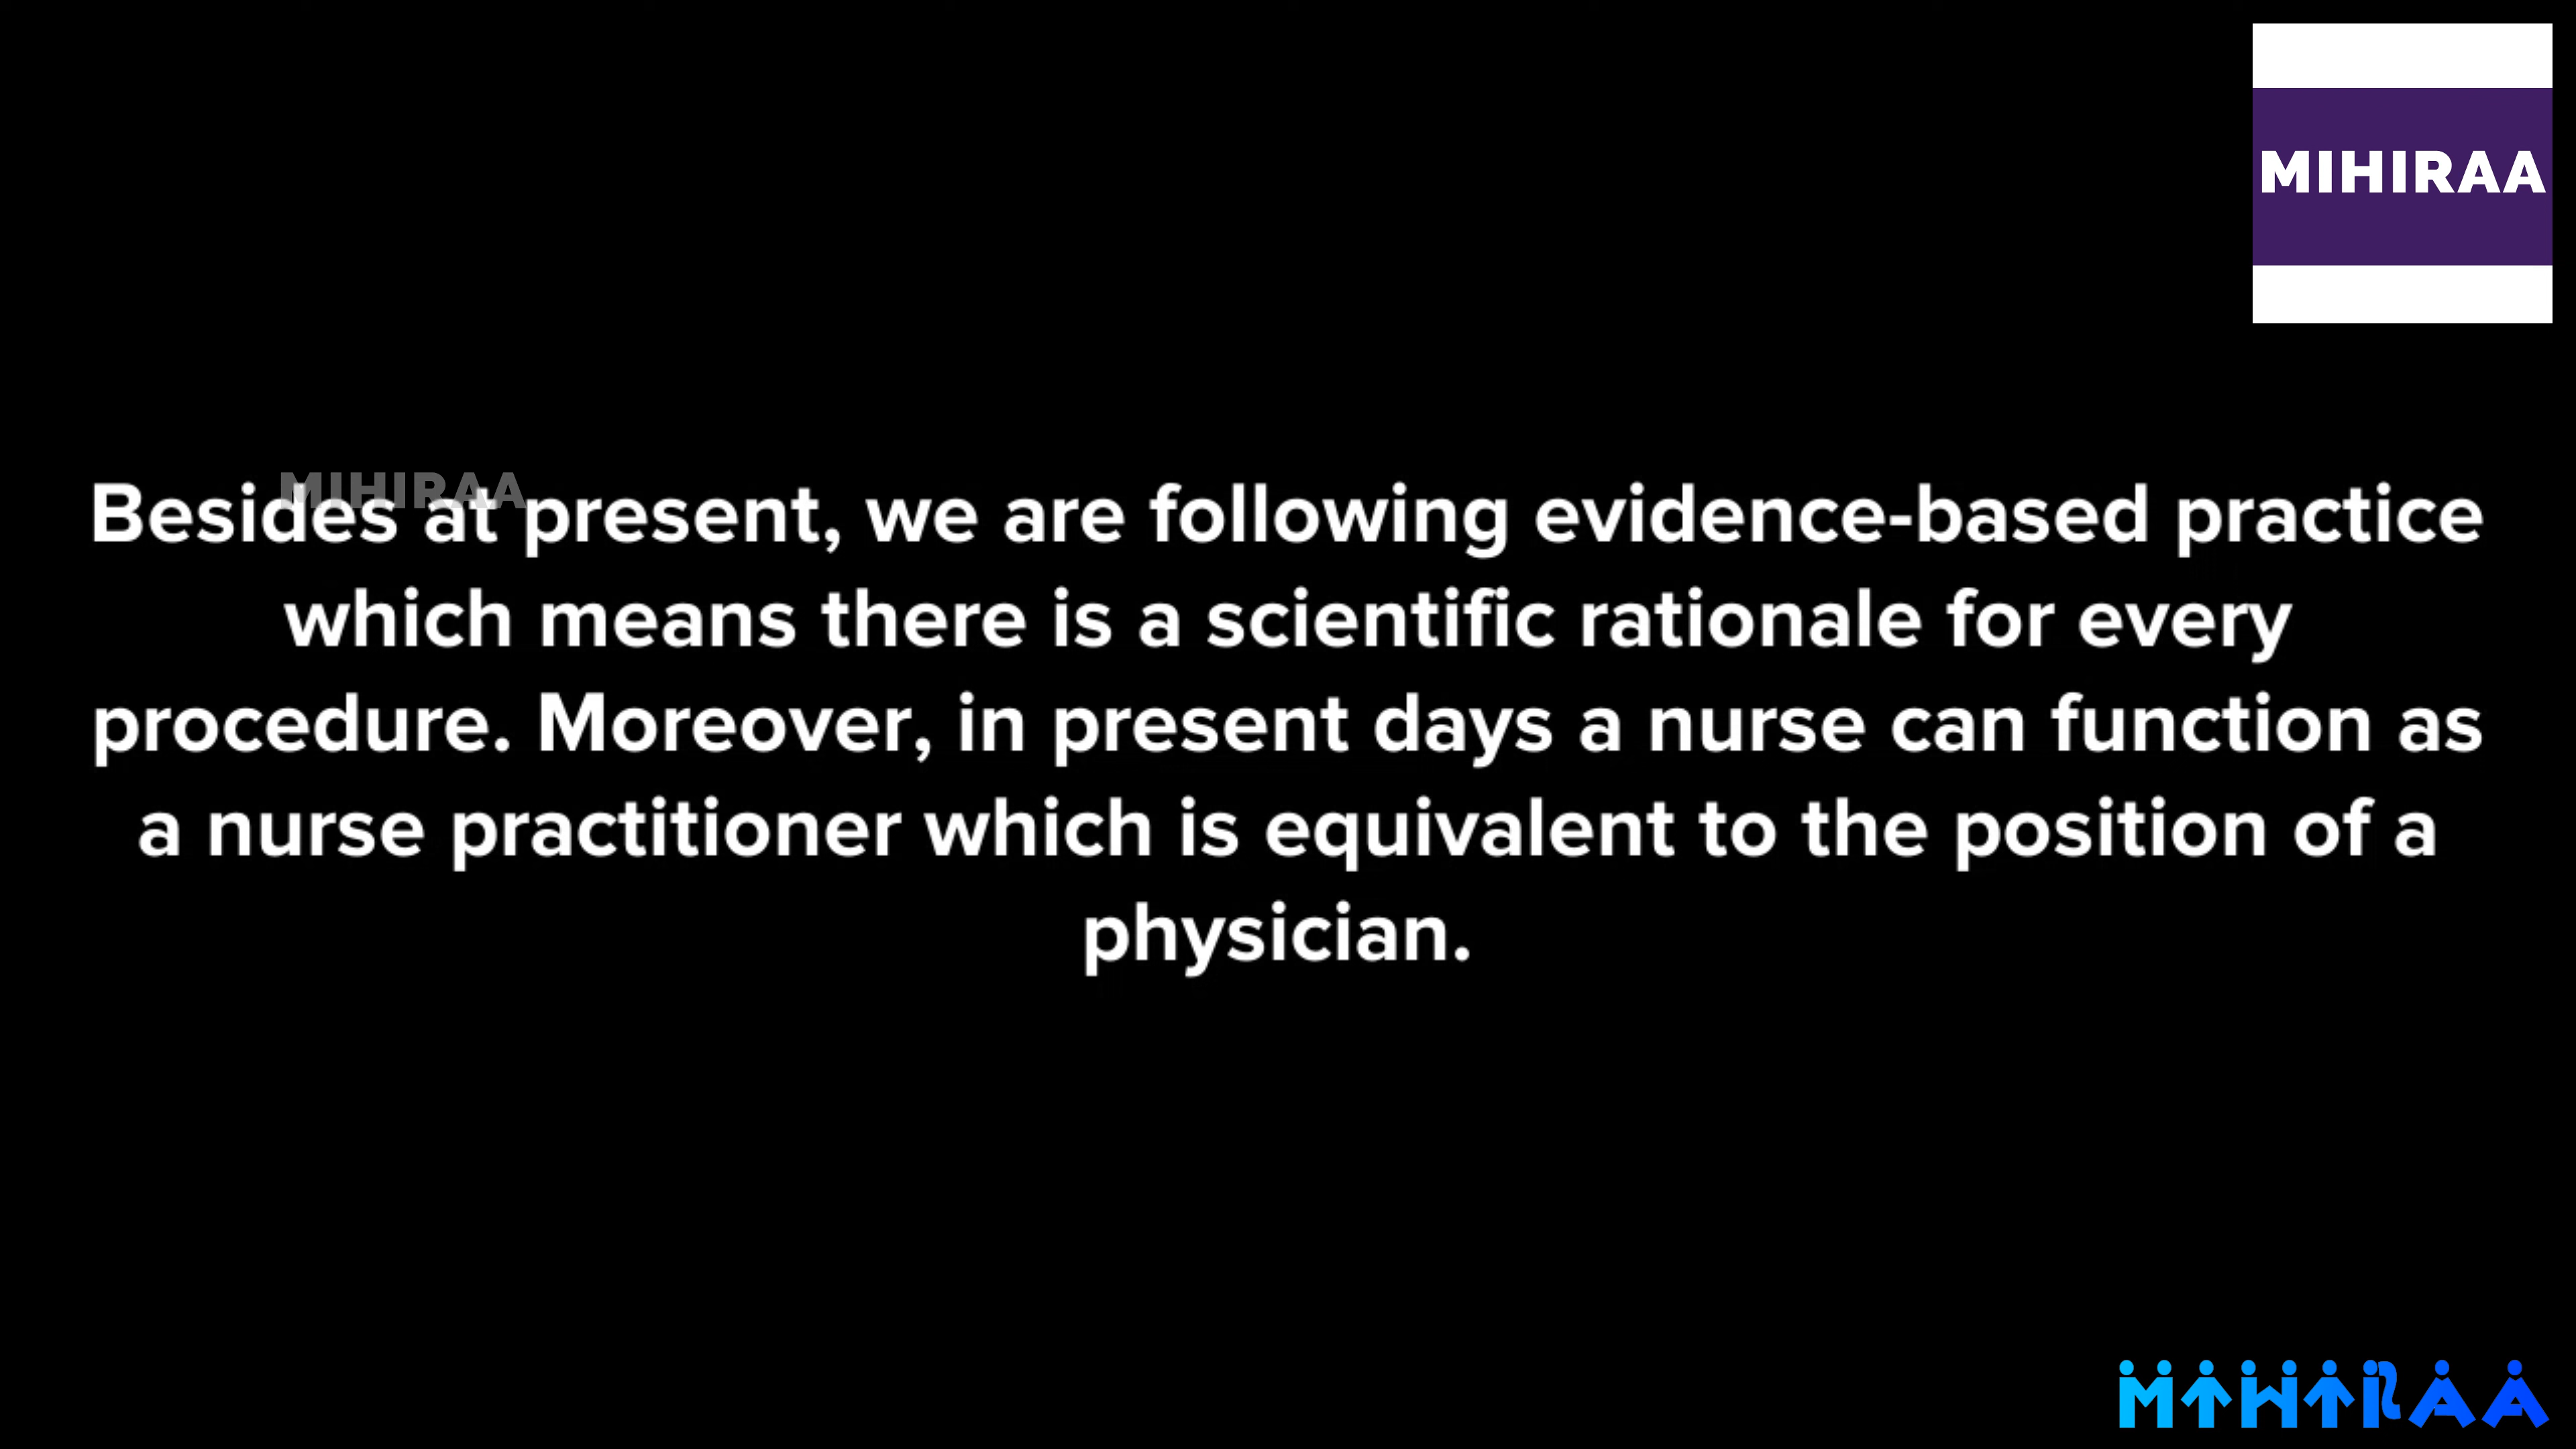 MIHIRAA
MIHIRAA
Besides at present, we are following evidence-based practice
which means there is a scientific rationale for every
procedure. Moreover, in present days a nurse can function as
a nurse practitioner which is equivalent to the position of a
physician.
MIHIRAA